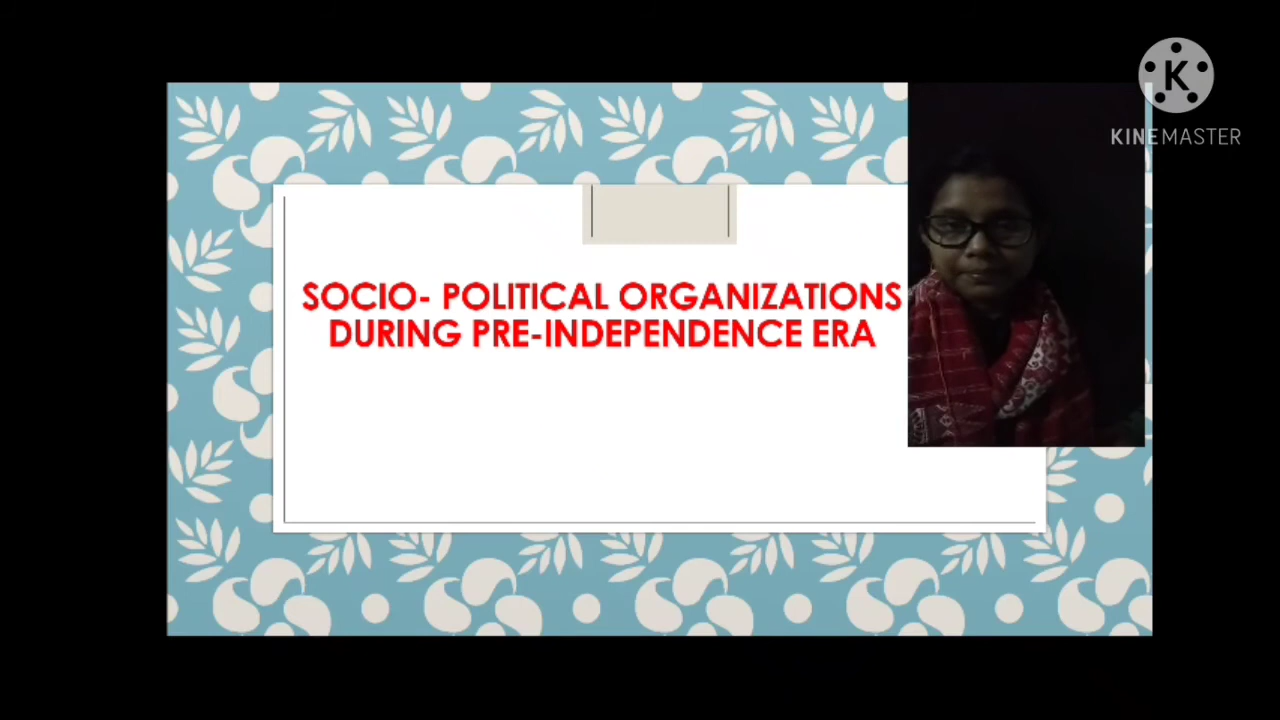 K
KINEMASTER
SOCIO- POLITICAL ORGANIZATIONS
DURING PRE-INDEPENDENCE ERA